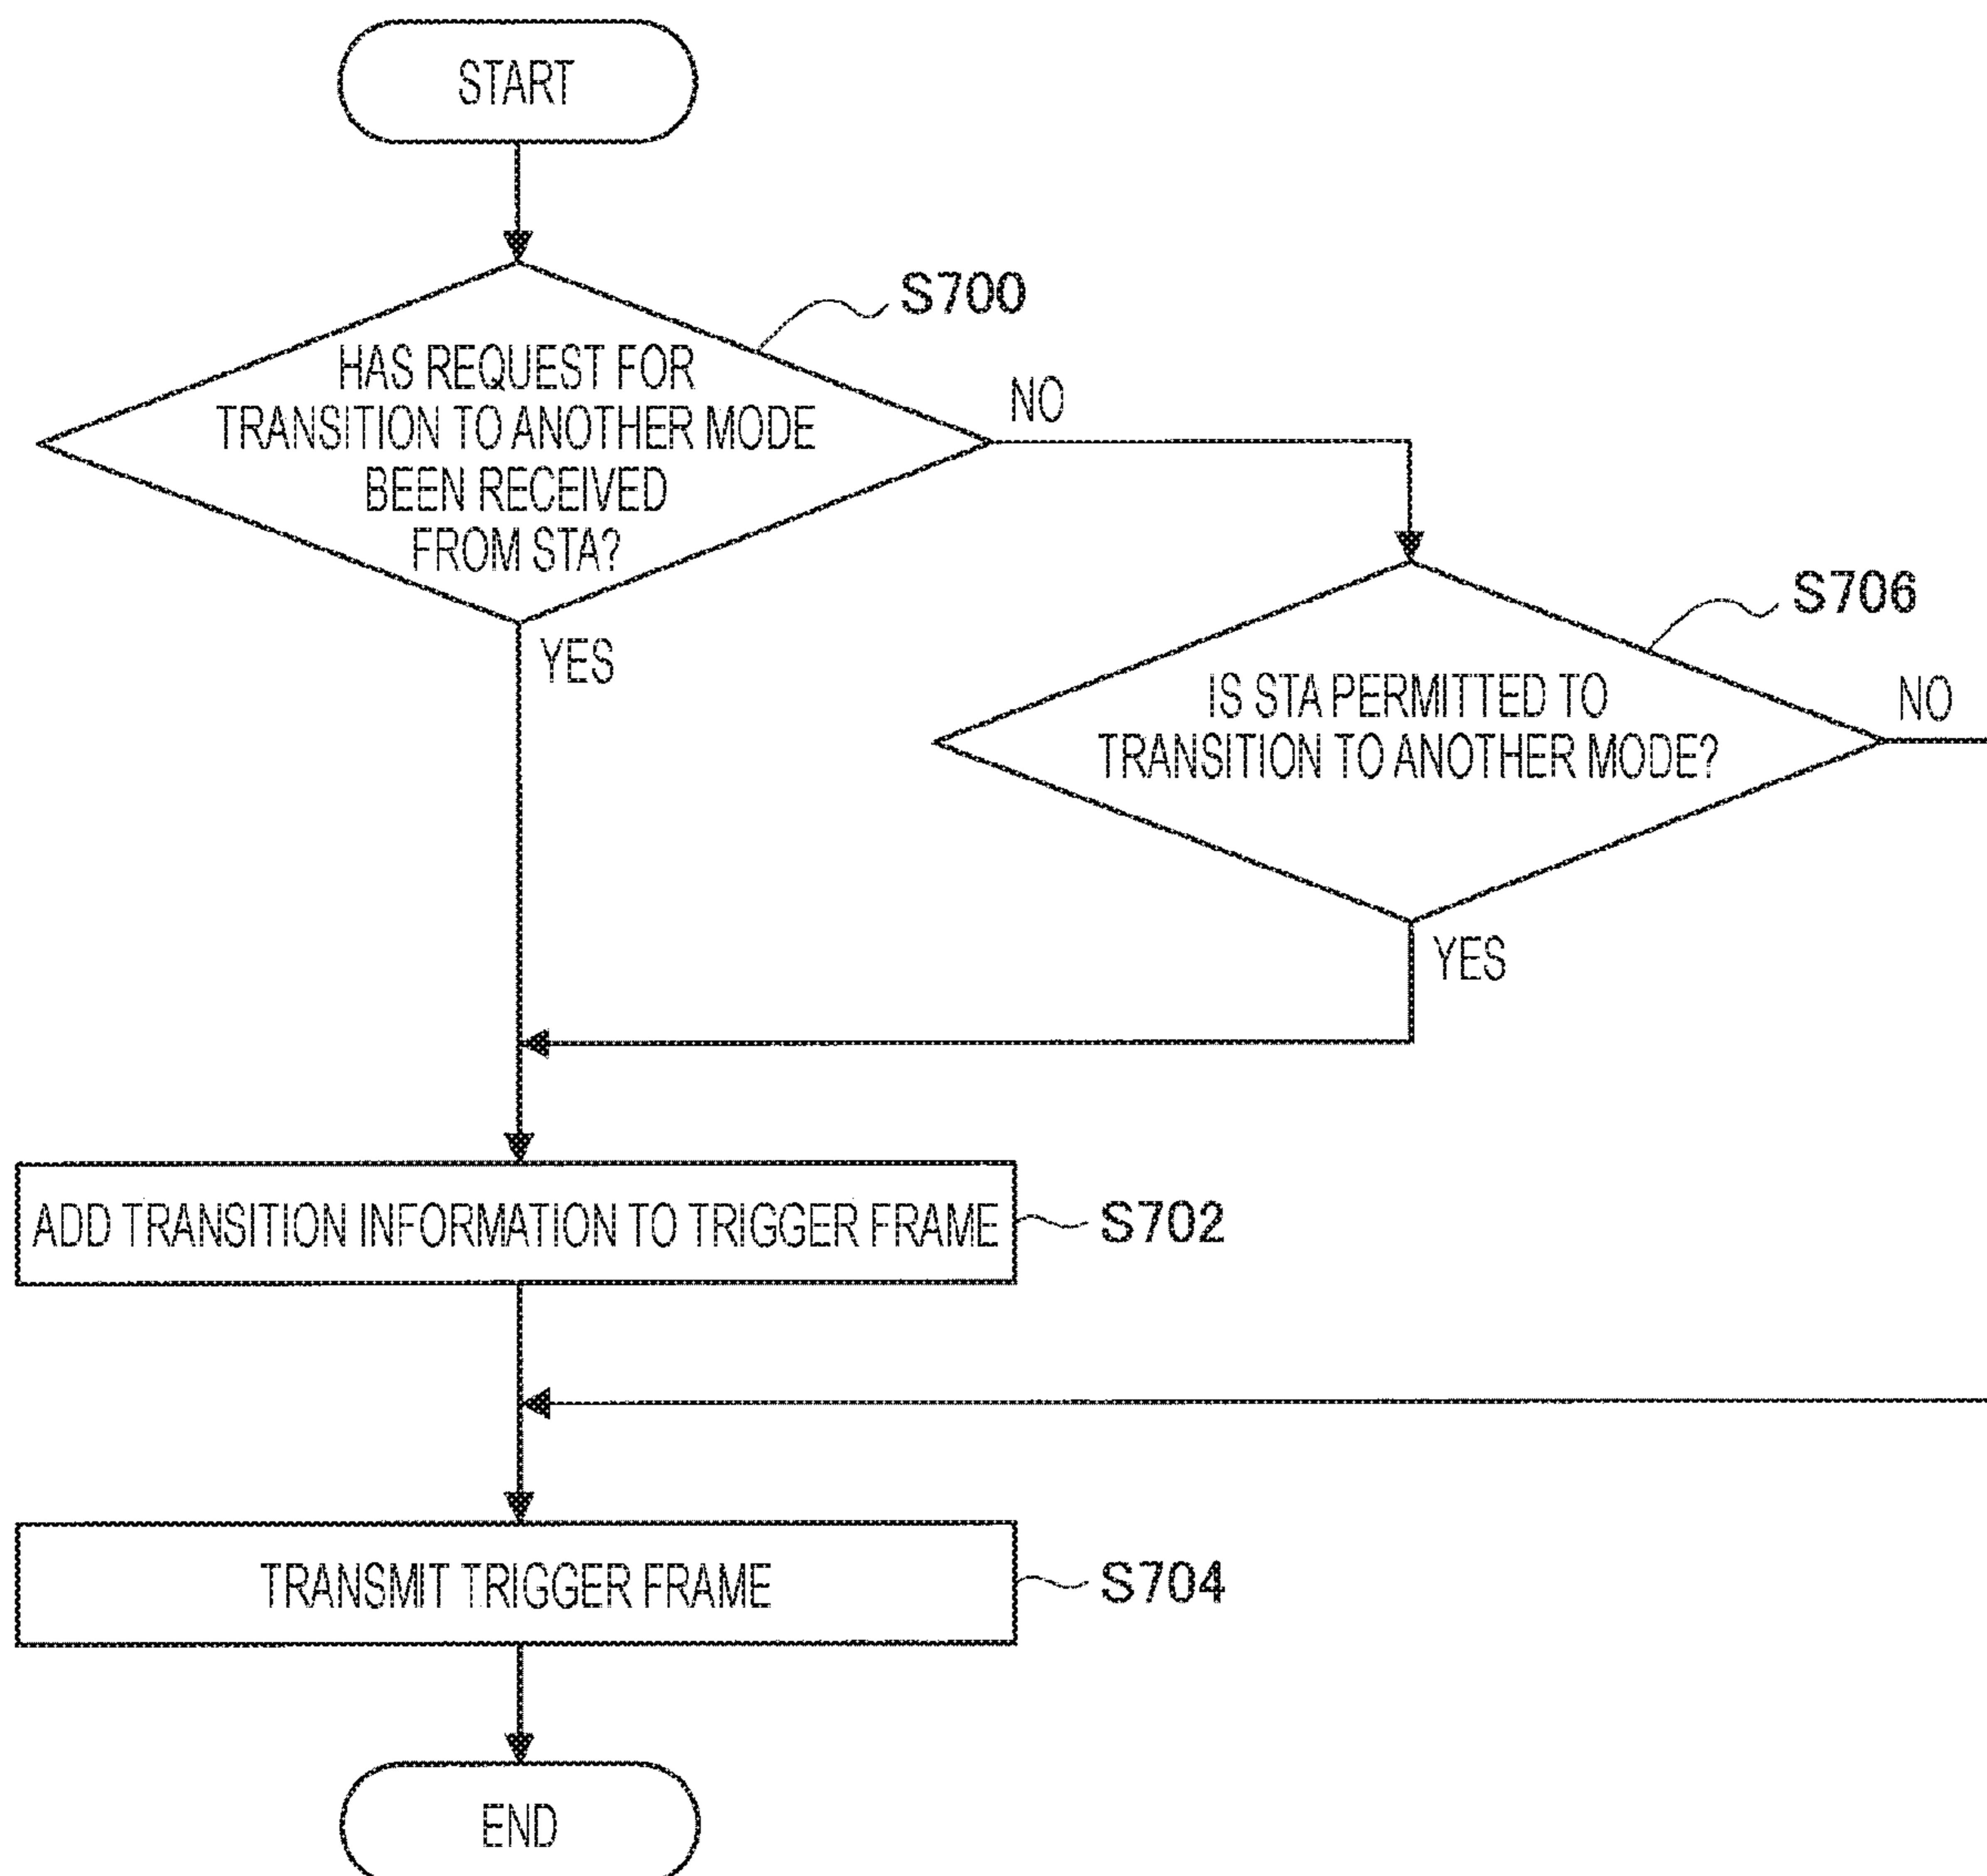 START
S700
HAS REQUEST FOR
TRANSITION TO ANOTHER MODE
BEEN RECEIVED
FROM STA?
NO
YES
S706
IS STA PERMITTED TO
TRANSITION TO ANOTHER MODE?
NO
YES
ADD TRANSITION INFORMATION TO TRIGGER FRAME
S702
TRANSMIT TRIGGER FRAME
S704
END